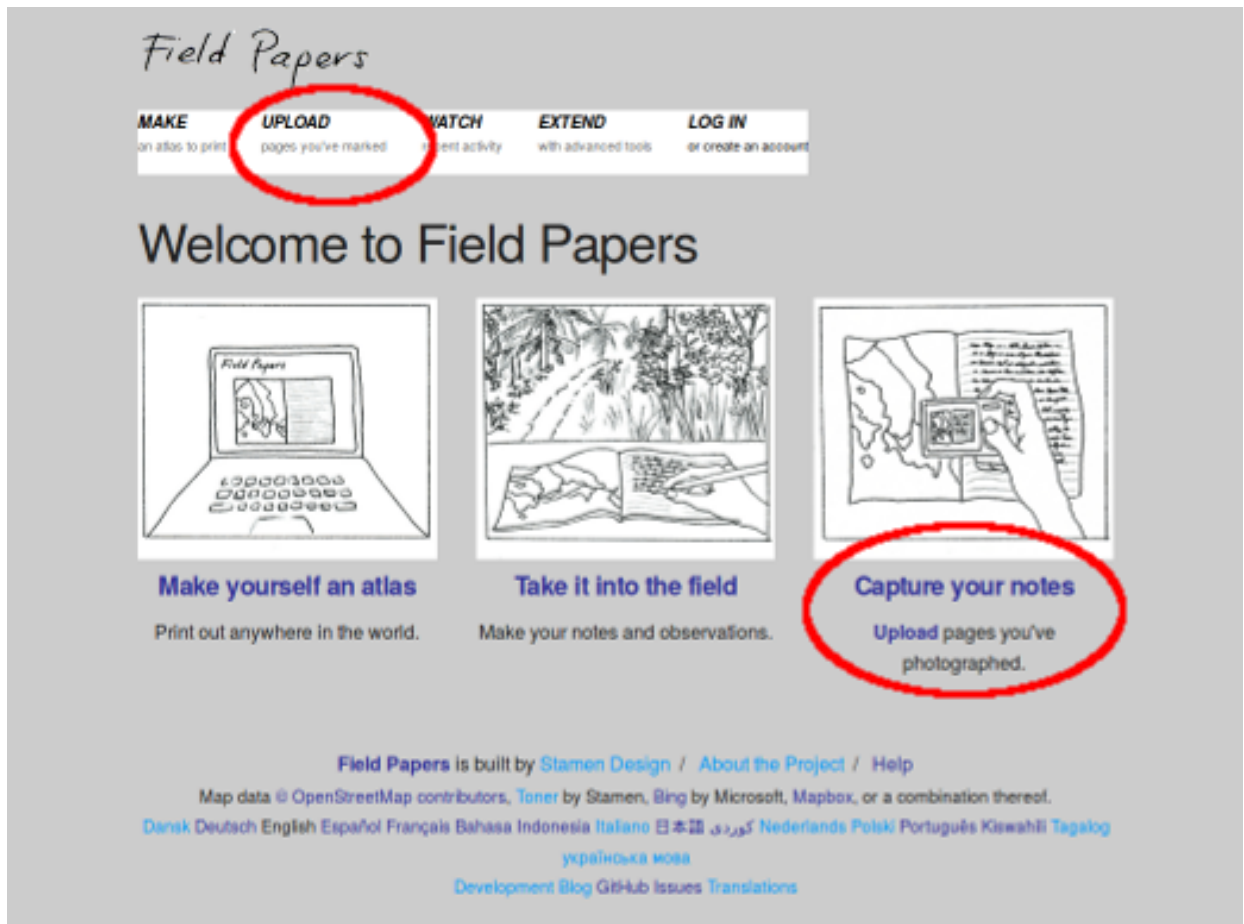 Field Papers
MAKE UPLOAD WATCH EXTEND LOG IN
an atlas to print pages you've marked recent activity with advanced tools or create an account
Welcome to Field Papers
Field Papers
Make yourself an atlas Take it into the field Capture your notes
Print out anywhere in the world. Make your notes and observations. Upload pages you've
photographed.
Field Papers is built by Stamen Design / About the Project / Help
Map data © OpenStreetMap contributors, Toner by Stamen, Bing by Microsoft, Mapbox, or a combination thereof.
Dansk Deutsch English Español Français Bahasa Indonesia Italiano 日本語 کوردی Nederlands Polski Português Kiswahili Tagalog
українська мова
Development Blog GitHub Issues Translations